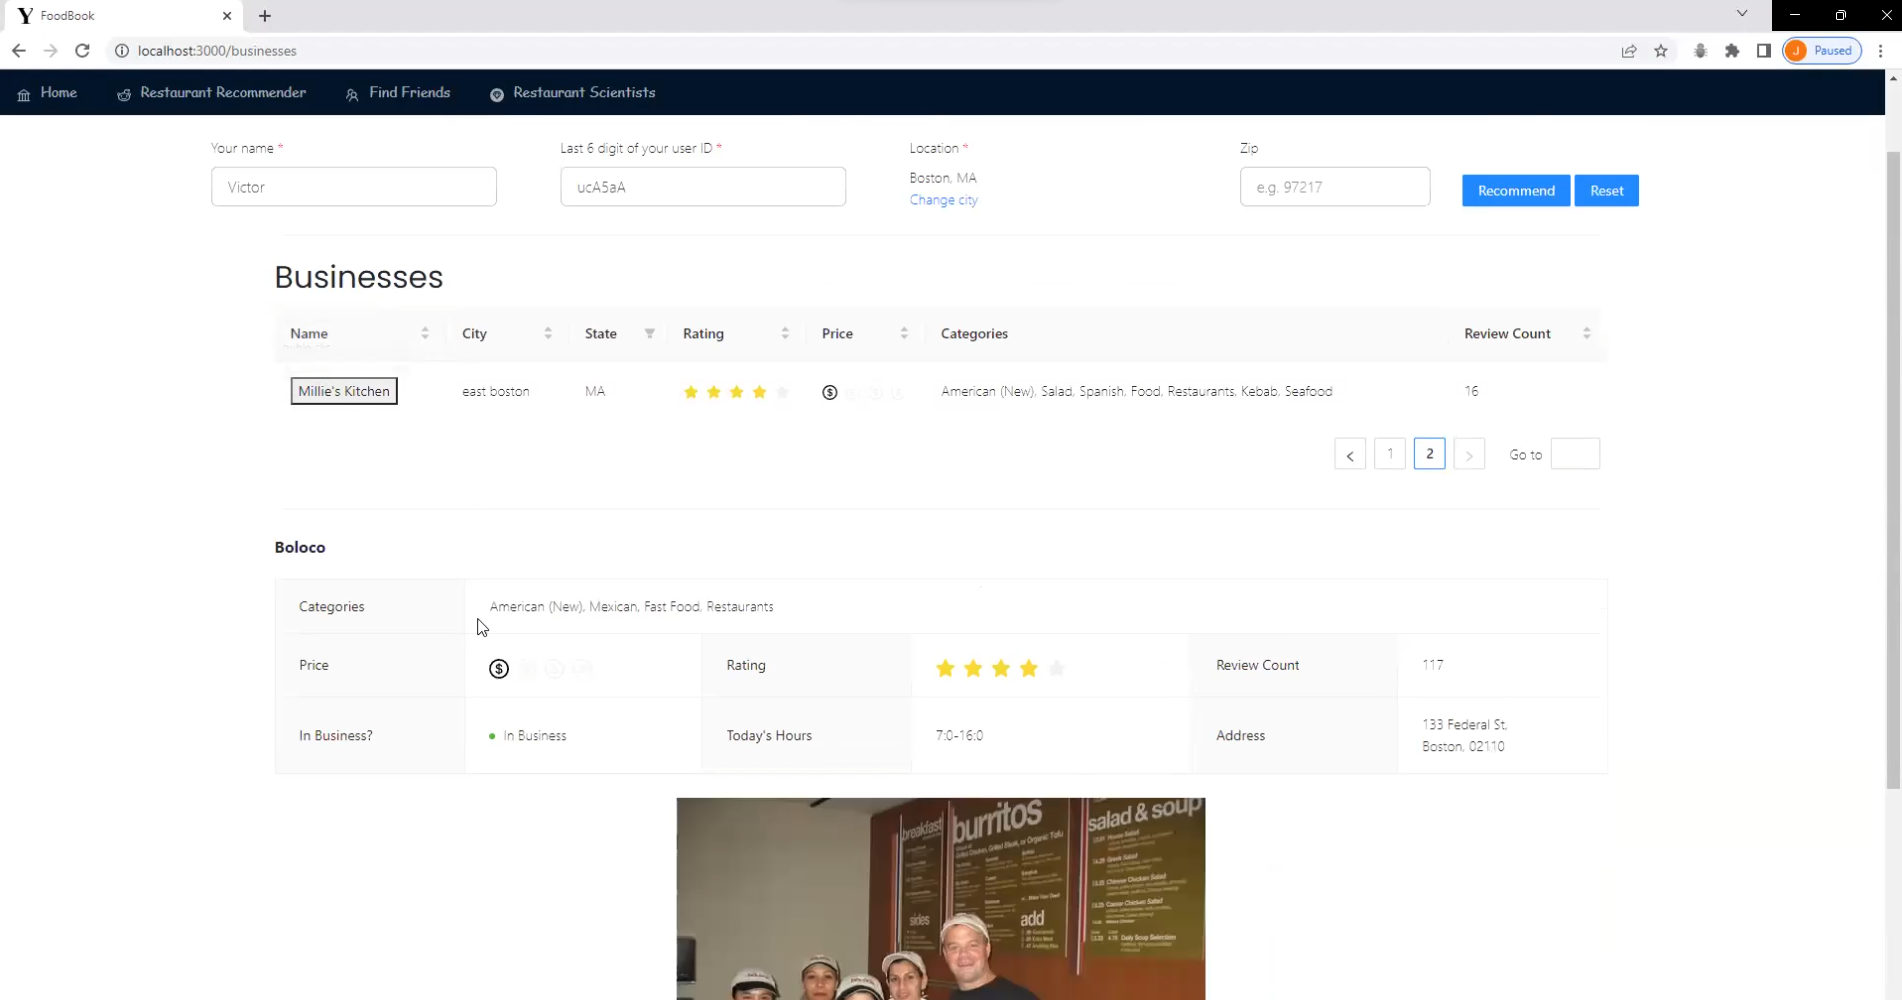 FoodBook
localhost:3000/businesses
J Paused
Home Restaurant Recommender Find Friends Restaurant Scientists
Your name * Last 6 digit of your user ID * Location * Zip
Victor ucA5aA Boston, MA e.g. 97217 Recommend Reset
Change city
Businesses
Name City State Rating Price Categories Review Count
Millie's Kitchen east boston MA American (New), Salad, Spanish, Food, Restaurants, Kebab, Seafood 16
< 1 2 > Go to
Boloco
Categories American (New), Mexican, Fast Food, Restaurants
Price Rating Review Count 117
In Business? In Business Today's Hours 7:0-16:0 Address 133 Federal St,
Boston, 02110
breakfast burritos salad & soup
sides add